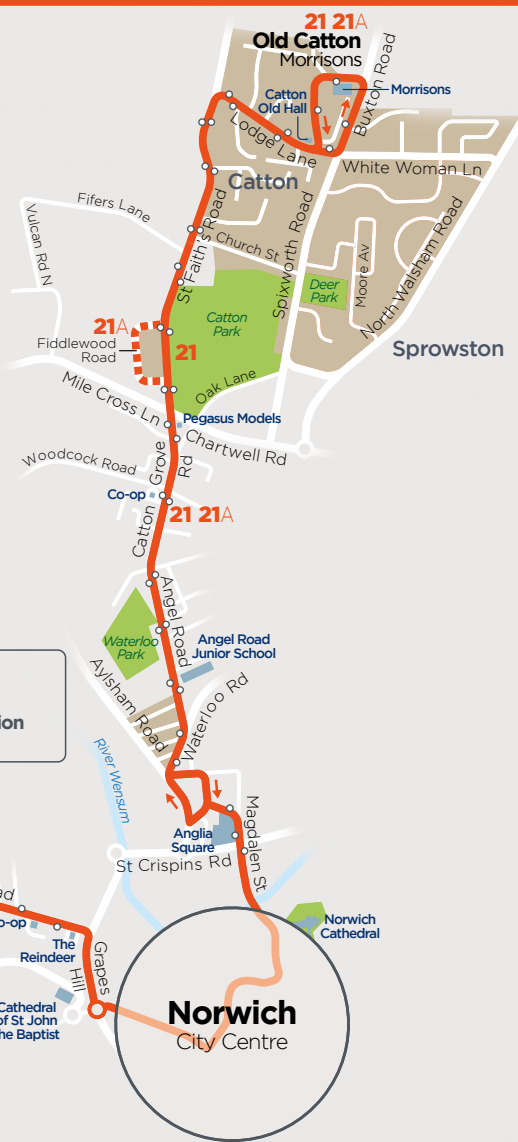 21 21A
Old Catton
Morrisons
Buxton Road
Catton
Old Hall
Morrisons
Lodge Lane
White Woman Ln
Catton
Fifers Lane
Vulcan Rd N
St Faith's Road
Church St
Spixworth Road
Deer
Park
Moore Av
North Walsham Road
Catton
Park
21A
Fiddlewood
Road
21
Sprowston
Oak Lane
Mile Cross Ln
Pegasus Models
Chartwell Rd
Woodcock Road
Catton Grove
Rd
Co-op
21 21A
Angel Road
Waterloo
Park
Angel Road
Junior School
Aylsham Road
Waterloo Rd
ion
River Wensum
Anglia
Square
Magdalen St
St Crispins Rd
ad
o-op
The
Reindeer
Grapes
Hill
Norwich
Cathedral
Cathedral
of St John
he Baptist
Norwich
City Centre